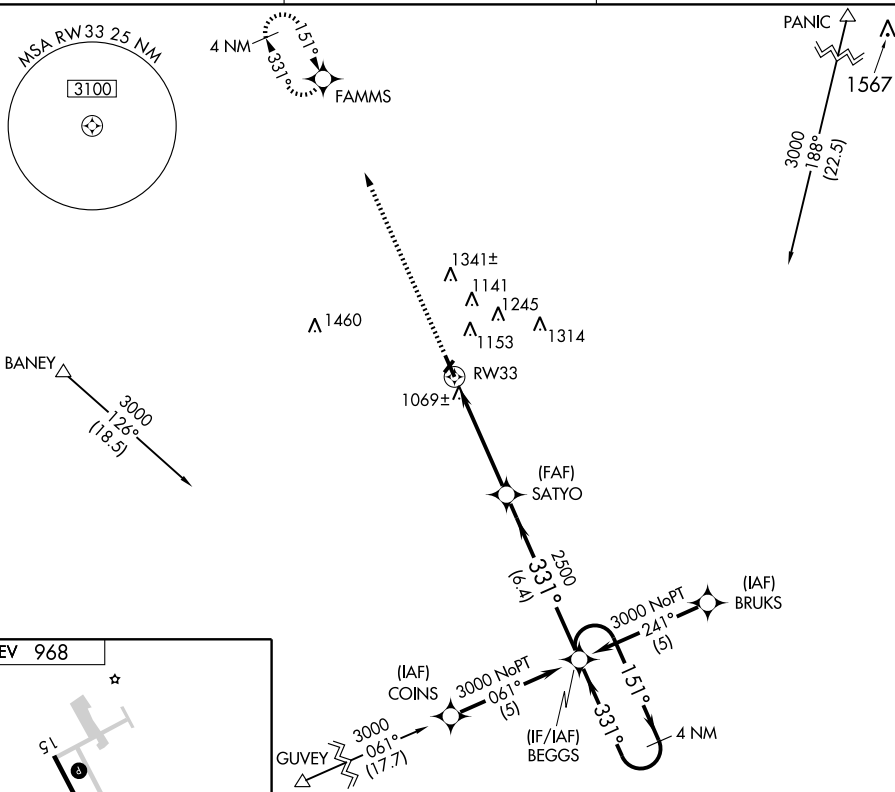 MSA RW33 25 NM
3100
4 NM
151°
331°
FAMMS
PANIC
1567
3000
188°
(22.5)
1341±
1141
1245
1460
1153
1314
BANEY
RW33
1069±
3000
126°
(18.5)
(FAF)
SATYO
2500
331°
(6.4)
(IAF)
BRUKS
3000 NoPT
241°
(5)
(IAF)
COINS
3000 NoPT
061°
(5)
151°
331°
4 NM
(IF/IAF)
BEGGS
GUVEY
3000
061°
(17.7)
EV 968
15
P